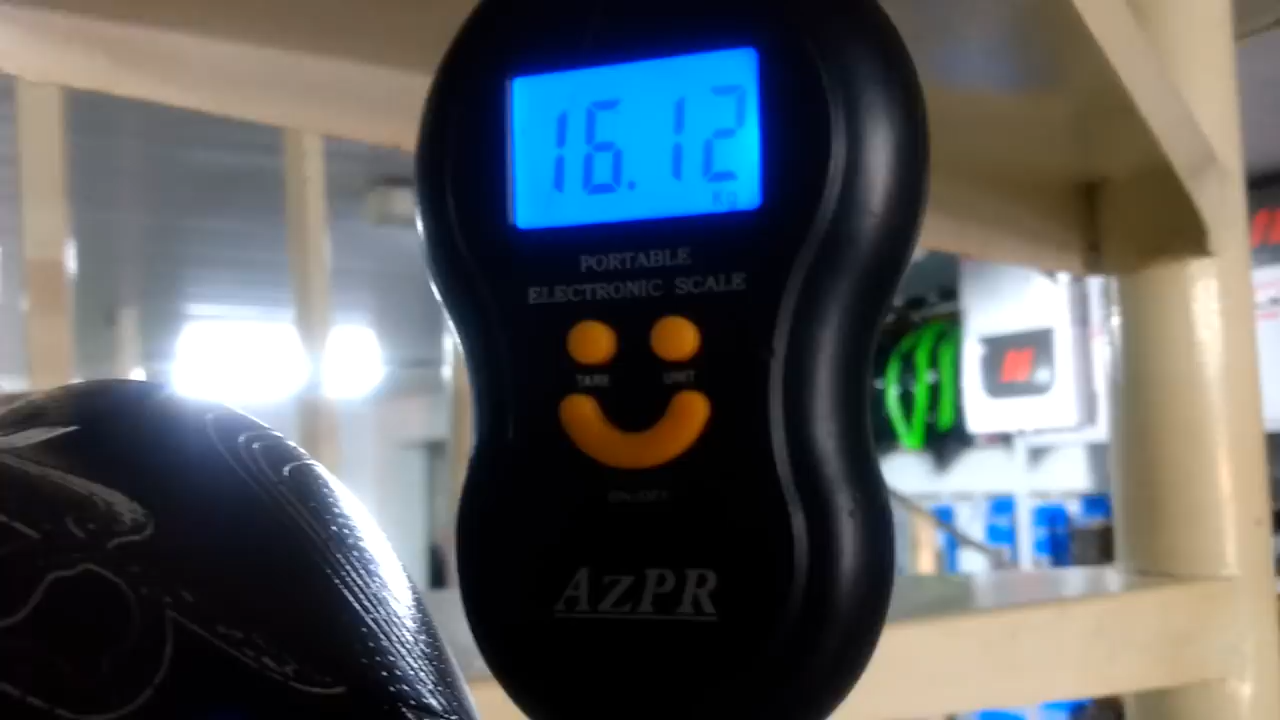 16.12
Kg
PORTABLE
ELECTRONIC SCALE
TARE UNIT
ON/OFF
AZPR